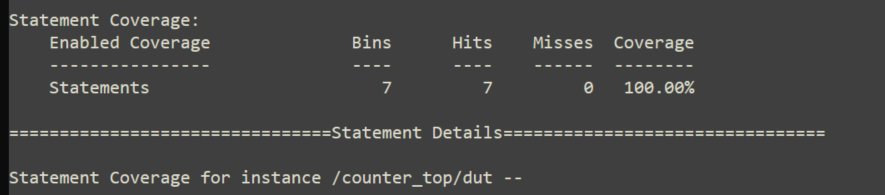 Statement Coverage:
    Enabled Coverage              Bins      Hits    Misses  Coverage
    ----------------              ----      ----    ------  --------
    Statements                       7         7         0   100.00%
================================Statement Details================================
Statement Coverage for instance /counter_top/dut --